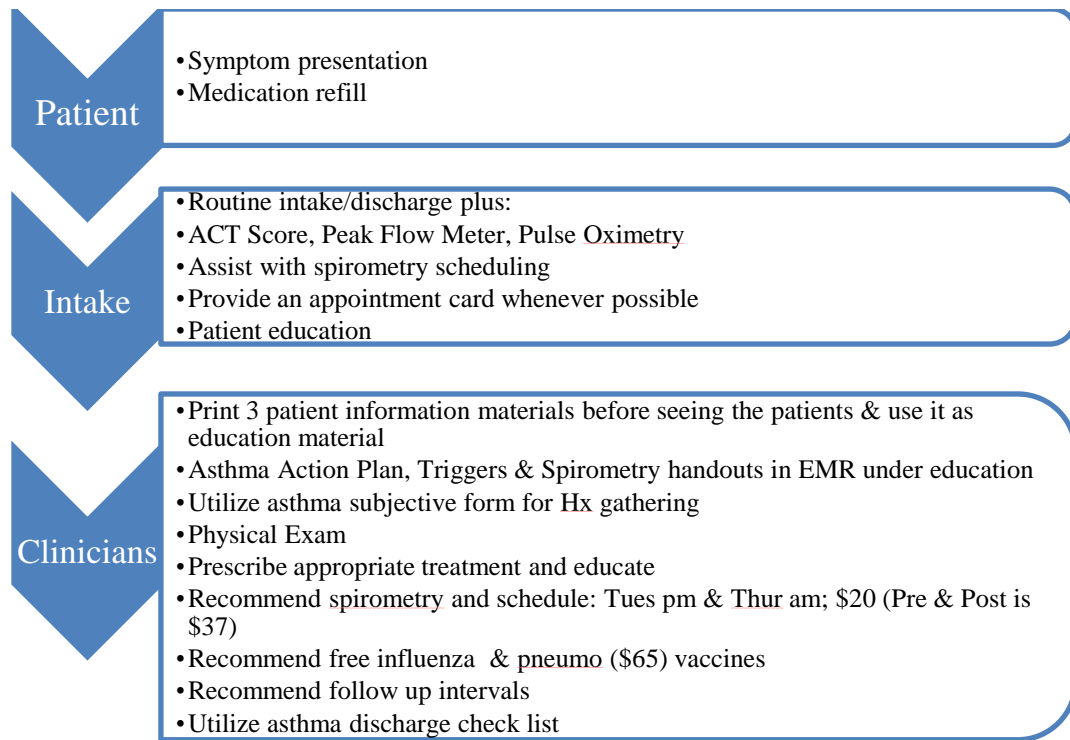 Patient
•Symptom presentation
•Medication refill
Intake
•Routine intake/discharge plus:
•ACT Score, Peak Flow Meter, Pulse Oximetry
•Assist with spirometry scheduling
•Provide an appointment card whenever possible
•Patient education
Clinicians
•Print 3 patient information materials before seeing the patients & use it as
education material
•Asthma Action Plan, Triggers & Spirometry handouts in EMR under education
•Utilize asthma subjective form for Hx gathering
•Physical Exam
•Prescribe appropriate treatment and educate
•Recommend spirometry and schedule: Tues pm & Thur am; $20 (Pre & Post is
$37)
•Recommend free influenza & pneumo ($65) vaccines
•Recommend follow up intervals
•Utilize asthma discharge check list